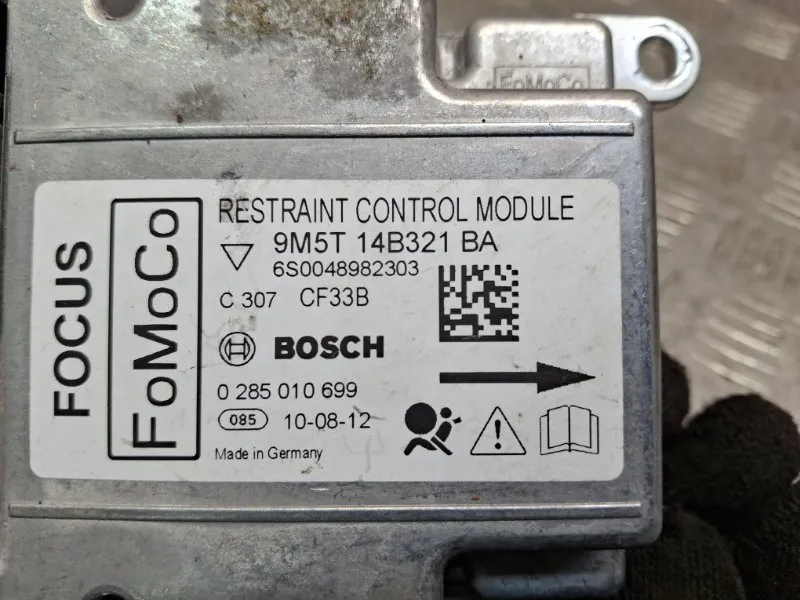 FoMoCo
FOCUS
FoMoCo
RESTRAINT CONTROL MODULE
9M5T 14B321 BA
6S0048982303
C 307 CF33B
H BOSCH
0 285 010 699
085 10-08-12
Made in Germany